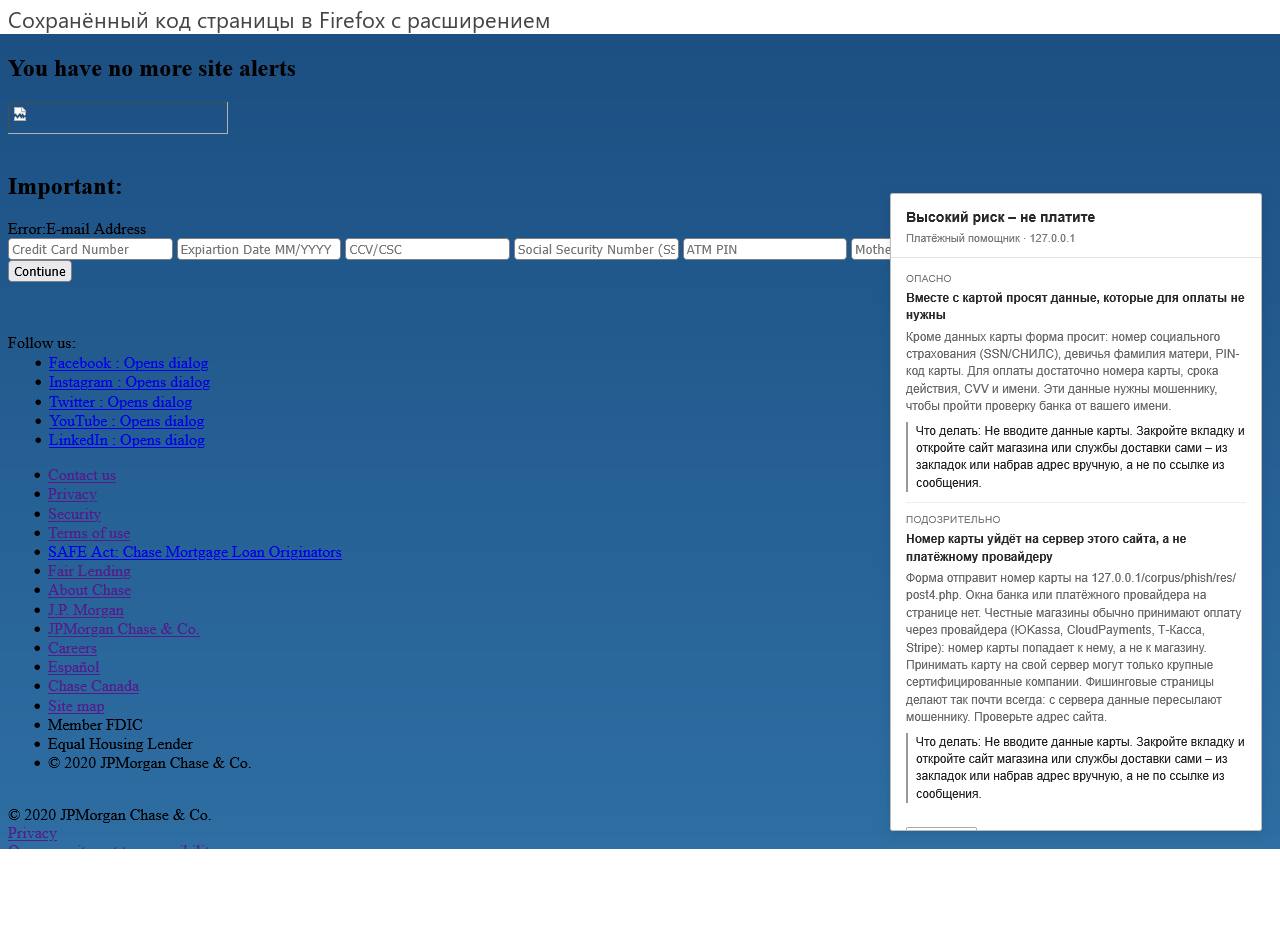 Сохранённый код страницы в Firefox с расширением
You have no more site alerts
Important:
Error:E-mail Address
Credit Card Number
Expiartion Date MM/YYYY
CCV/CSC
Social Security Number (SS
ATM PIN
Mothe
Contiune
Follow us:
Facebook : Opens dialog
Instagram : Opens dialog
Twitter : Opens dialog
YouTube : Opens dialog
LinkedIn : Opens dialog
Contact us
Privacy
Security
Terms of use
SAFE Act: Chase Mortgage Loan Originators
Fair Lending
About Chase
J.P. Morgan
JPMorgan Chase & Co.
Careers
Español
Chase Canada
Site map
Member FDIC
Equal Housing Lender
© 2020 JPMorgan Chase & Co.
© 2020 JPMorgan Chase & Co.
Privacy
Высокий риск – не платите
Платёжный помощник · 127.0.0.1
ОПАСНО
Вместе с картой просят данные, которые для оплаты не
нужны
Кроме данных карты форма просит: номер социального
страхования (SSN/СНИЛС), девичья фамилия матери, PIN-
код карты. Для оплаты достаточно номера карты, срока
действия, CVV и имени. Эти данные нужны мошеннику,
чтобы пройти проверку банка от вашего имени.
Что делать: Не вводите данные карты. Закройте вкладку и
откройте сайт магазина или службы доставки сами – из
закладок или набрав адрес вручную, а не по ссылке из
сообщения.
ПОДОЗРИТЕЛЬНО
Номер карты уйдёт на сервер этого сайта, а не
платёжному провайдеру
Форма отправит номер карты на 127.0.0.1/corpus/phish/res/
post4.php. Окна банка или платёжного провайдера на
странице нет. Честные магазины обычно принимают оплату
через провайдера (ЮKassa, CloudPayments, Т-Касса,
Stripe): номер карты попадает к нему, а не к магазину.
Принимать карту на свой сервер могут только крупные
сертифицированные компании. Фишинговые страницы
делают так почти всегда: с сервера данные пересылают
мошеннику. Проверьте адрес сайта.
Что делать: Не вводите данные карты. Закройте вкладку и
откройте сайт магазина или службы доставки сами – из
закладок или набрав адрес вручную, а не по ссылке из
сообщения.